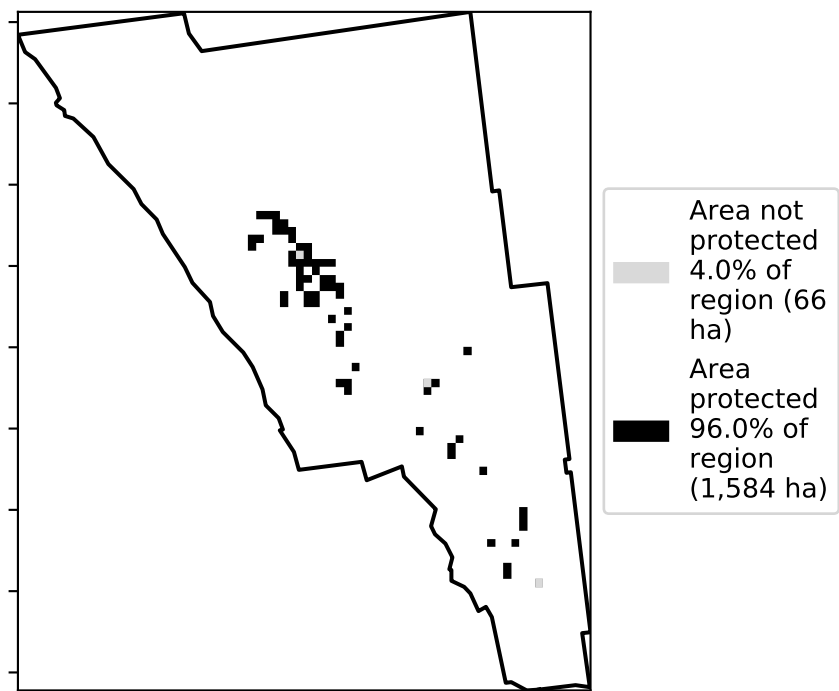 Area not
protected
4.0% of
region (66
ha)
Area
protected
96.0% of
region
(1,584 ha)